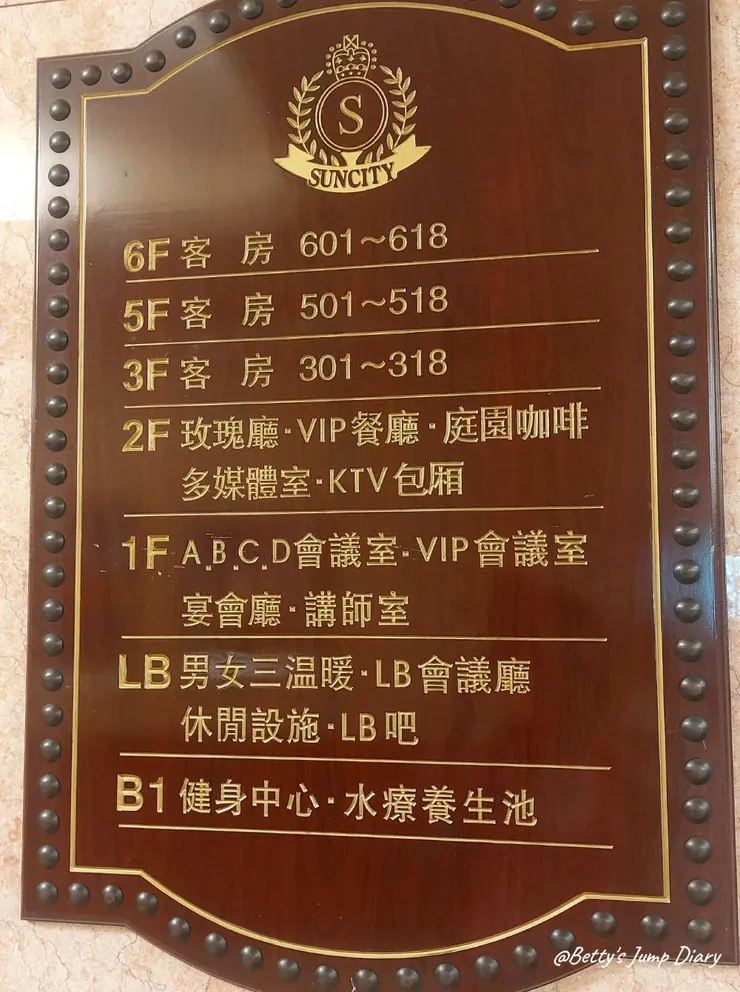 S
SUNCITY
6F 客 房 601～618
5F 客 房 501～518
3F 客 房 301～318
2F 玫瑰廳·VIP餐廳·庭園咖啡
多媒體室·KTV包厢
1F A.B.C.D會議室·VIP會議室
宴會廳·講師室
LB 男女三温暖·LB會議廳
休閒設施·LB吧
B1 健身中心·水療養生池
@Betty's Jump Diary